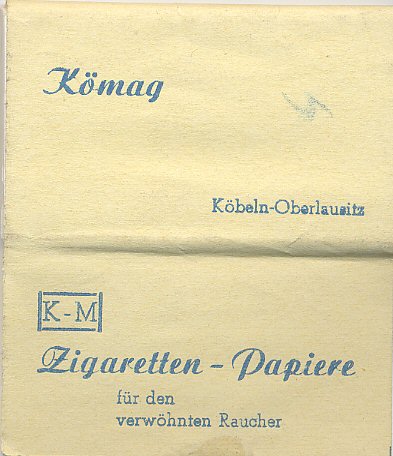 Kömag
Köbeln-Oberlausitz
K-M
Zigaretten - Papiere
für den
verwöhnten Raucher